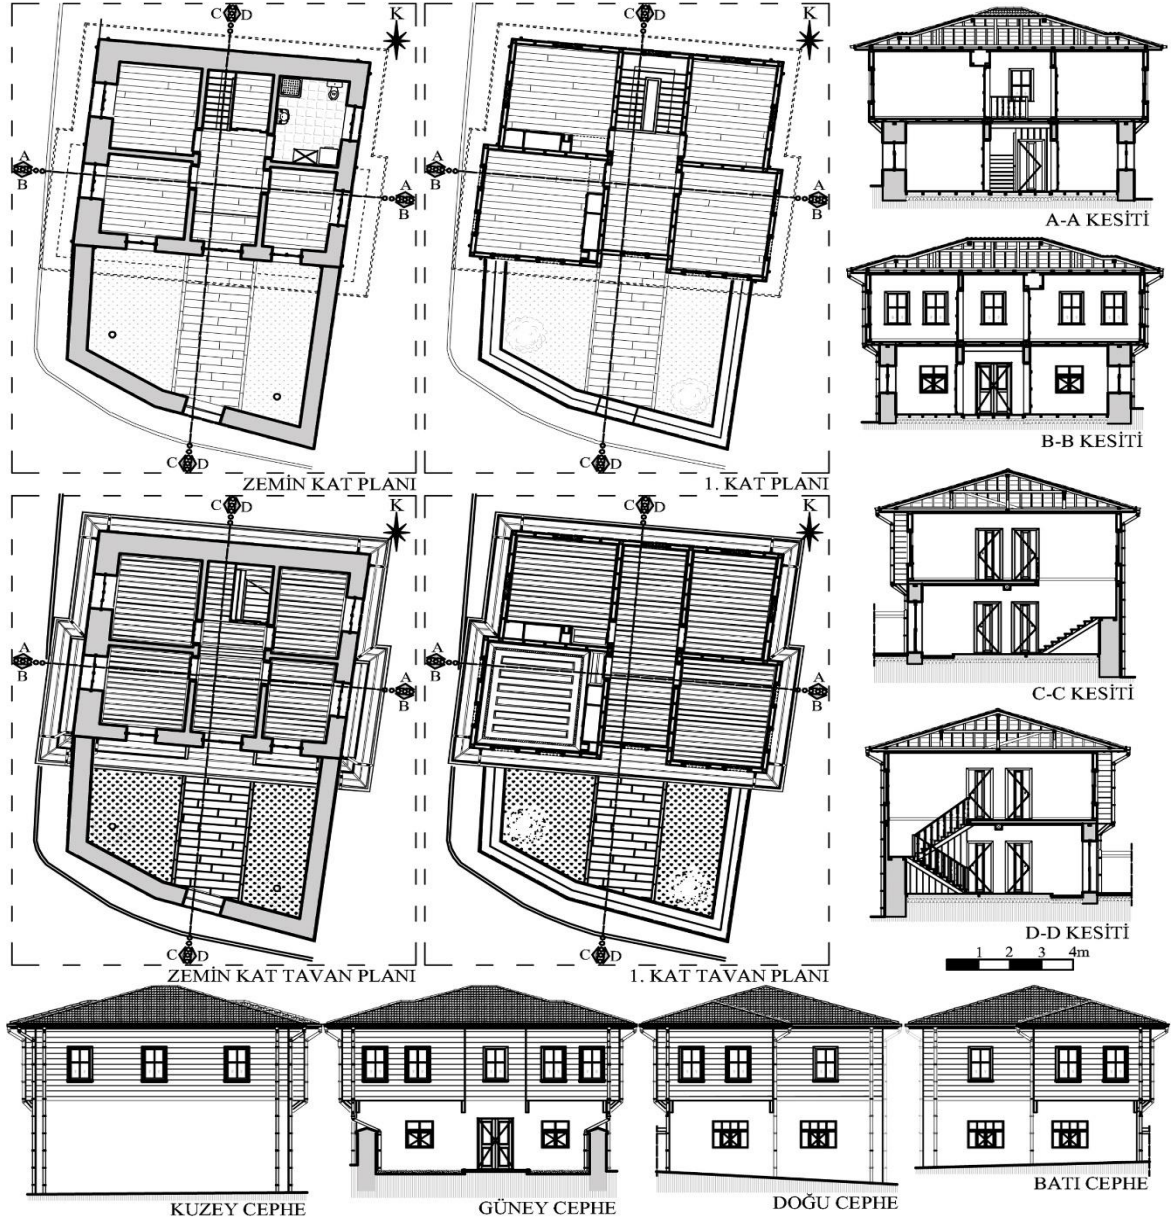 C D
K
A
B
A
B
C D
ZEMİN KAT PLANI
C D
K
A
B
A
B
C D
1. KAT PLANI
A-A KESİTİ
B-B KESİTİ
C D
K
A
B
A
B
C D
ZEMİN KAT TAVAN PLANI
C D
K
A
B
A
B
C D
1. KAT TAVAN PLANI
C-C KESİTİ
D-D KESİTİ
1 2 3 4m
KUZEY CEPHE
GÜNEY CEPHE
DOĞU CEPHE
BATI CEPHE